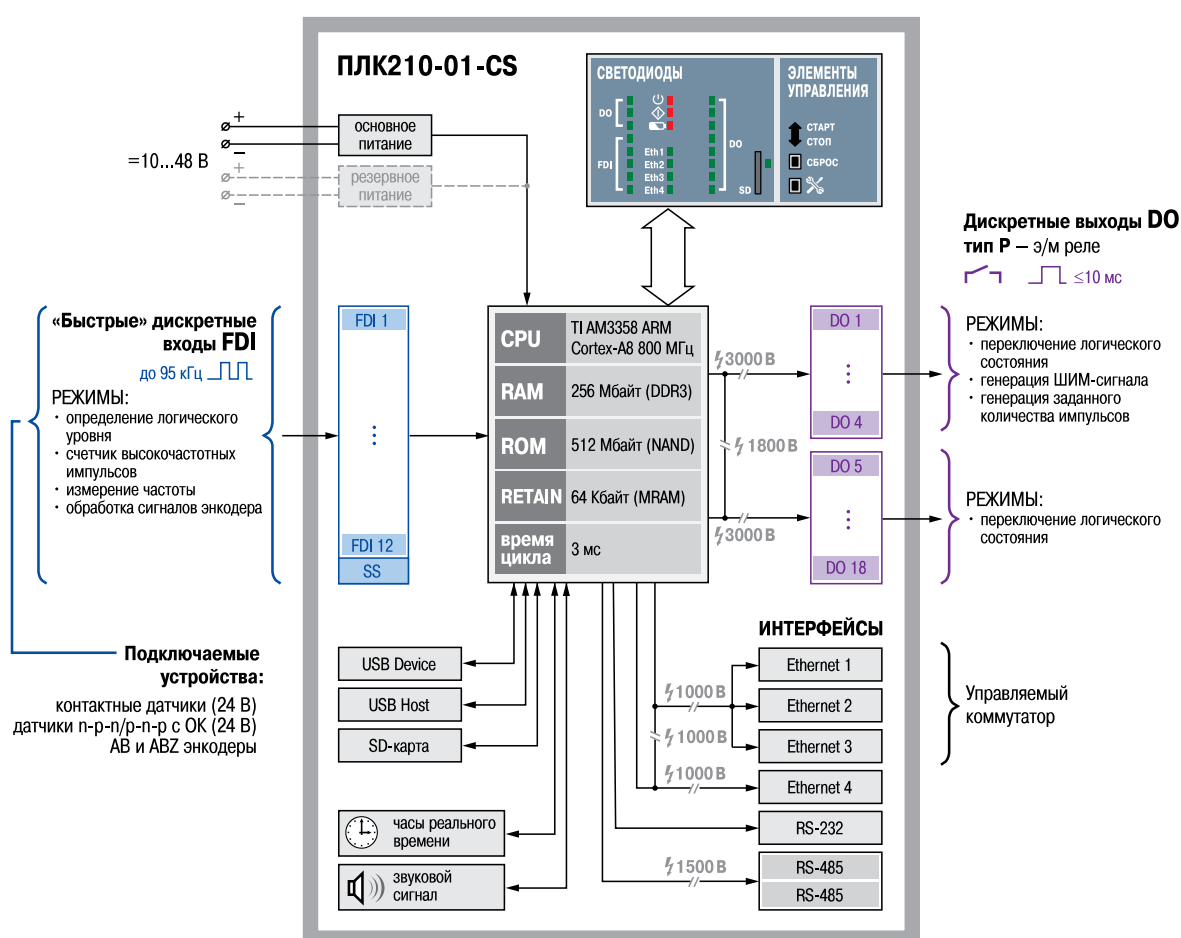 ПЛК210-01-CS
СВЕТОДИОДЫ
DO
FDI
Eth1
Eth2
Eth3
Eth4
DO
SD
ЭЛЕМЕНТЫ
УПРАВЛЕНИЯ
СТАРТ
СТОП
СБРОС
+
–
=10...48 В
+
–
основное
питание
резервное
питание
Дискретные выходы DO
тип Р – э/м реле
≤10 мс
«Быстрые» дискретные
входы FDI
до 95 кГц
РЕЖИМЫ:
· определение логического
уровня
· счетчик высокочастотных
импульсов
· измерение частоты
· обработка сигналов энкодера
FDI 1
⋮
FDI 12
SS
CPU
TI AM3358 ARM
Cortex-A8 800 МГц
RAM
256 Мбайт (DDR3)
ROM
512 Мбайт (NAND)
RETAIN
64 Кбайт (MRAM)
время
цикла
3 мс
3000 В
1800 В
3000 В
DO 1
⋮
DO 4
DO 5
⋮
DO 18
РЕЖИМЫ:
· переключение логического
состояния
· генерация ШИМ-сигнала
· генерация заданного
количества импульсов
РЕЖИМЫ:
· переключение логического
состояния
Подключаемые
устройства:
контактные датчики (24 В)
датчики n-p-n/p-n-p с ОК (24 В)
АВ и ABZ энкодеры
USB Device
USB Host
SD-карта
часы реального
времени
звуковой
сигнал
ИНТЕРФЕЙСЫ
1000 В
1000 В
1000 В
1500 В
Ethernet 1
Ethernet 2
Ethernet 3
Ethernet 4
RS-232
RS-485
RS-485
Управляемый
коммутатор